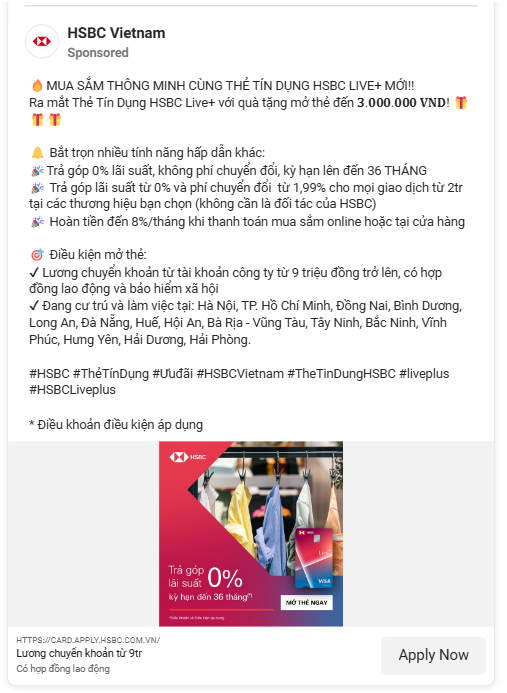 HSBC Vietnam
Sponsored
🔥MUA SẮM THÔNG MINH CÙNG THẺ TÍN DỤNG HSBC LIVE+ MỚI!!
Ra mắt Thẻ Tín Dụng HSBC Live+ với quà tặng mở thẻ đến 𝟑.𝟎𝟎𝟎.𝟎𝟎𝟎 𝐕𝐍𝐃! 🎁
🎁 🎁
🔔 Bắt trọn nhiều tính năng hấp dẫn khác:
🎉Trả góp 0% lãi suất, không phí chuyển đổi, kỳ hạn lên đến 36 THÁNG
🎉 Trả góp lãi suất từ 0% và phí chuyển đổi từ 1,99% cho mọi giao dịch từ 2tr
tại các thương hiệu bạn chọn (không cần là đối tác của HSBC)
🎉 Hoàn tiền đến 8%/tháng khi thanh toán mua sắm online hoặc tại cửa hàng
🎯 Điều kiện mở thẻ:
✔ Lương chuyển khoản từ tài khoản công ty từ 9 triệu đồng trở lên, có hợp
đồng lao động và bảo hiểm xã hội
✔ Đang cư trú và làm việc tại: Hà Nội, TP. Hồ Chí Minh, Đồng Nai, Bình Dương,
Long An, Đà Nẵng, Huế, Hội An, Bà Rịa - Vũng Tàu, Tây Ninh, Bắc Ninh, Vĩnh
Phúc, Hưng Yên, Hải Dương, Hải Phòng.
#HSBC #ThẻTínDụng #Ưuđãi #HSBCVietnam #TheTinDungHSBC #liveplus
#HSBCLiveplus
* Điều khoản điều kiện áp dụng
HSBC
Live+
VISA
Trả góp
lãi suất 0%
kỳ hạn đến 36 tháng(*)
MỞ THẺ NGAY
HTTPS://CARD.APPLY.HSBC.COM.VN/
Lương chuyển khoản từ 9tr
Có hợp đồng lao động
Apply Now